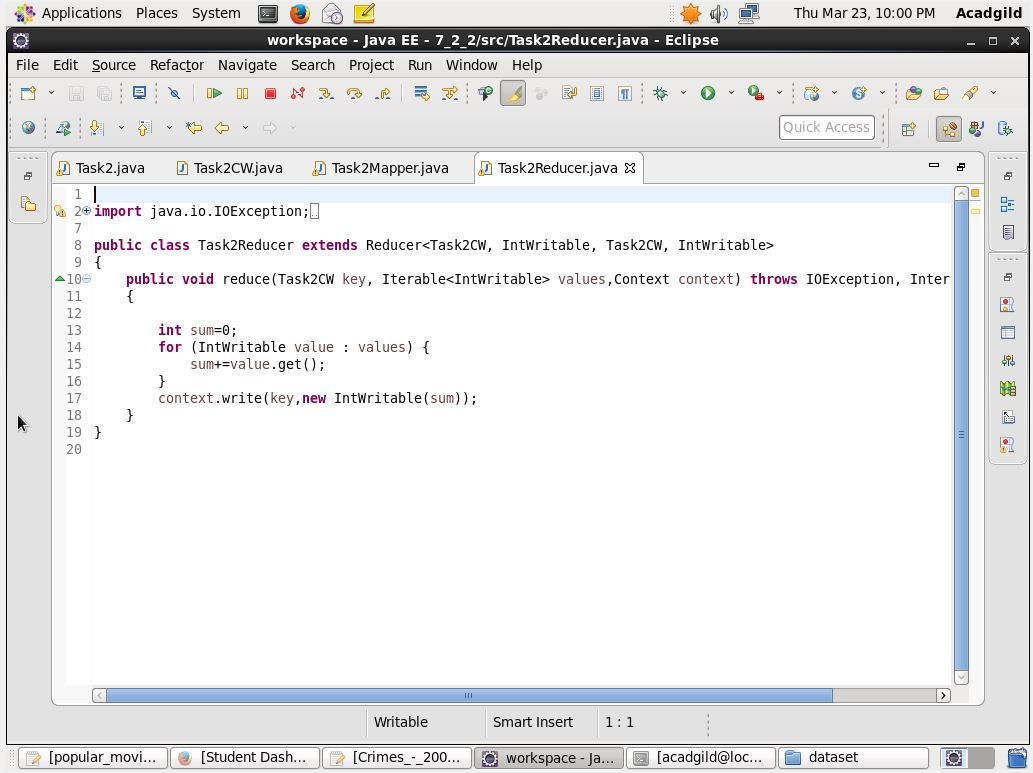 Applications Places System Thu Mar 23, 10:00 PM Acadgild
workspace - Java EE - 7_2_2/src/Task2Reducer.java - Eclipse
File Edit Source Refactor Navigate Search Project Run Window Help
Quick Access
Task2.java Task2CW.java Task2Mapper.java Task2Reducer.java
1
2 import java.io.IOException;
7
8 public class Task2Reducer extends Reducer<Task2CW, IntWritable, Task2CW, IntWritable>
9 {
10 public void reduce(Task2CW key, Iterable<IntWritable> values,Context context) throws IOException, Inter
11 {
12
13 int sum=0;
14 for (IntWritable value : values) {
15 sum+=value.get();
16 }
17 context.write(key,new IntWritable(sum));
18 }
19 }
20
Writable Smart Insert 1 : 1
[popular_movi... [Student Dash... [Crimes_-_200... workspace - Ja... [acadgild@loc... dataset